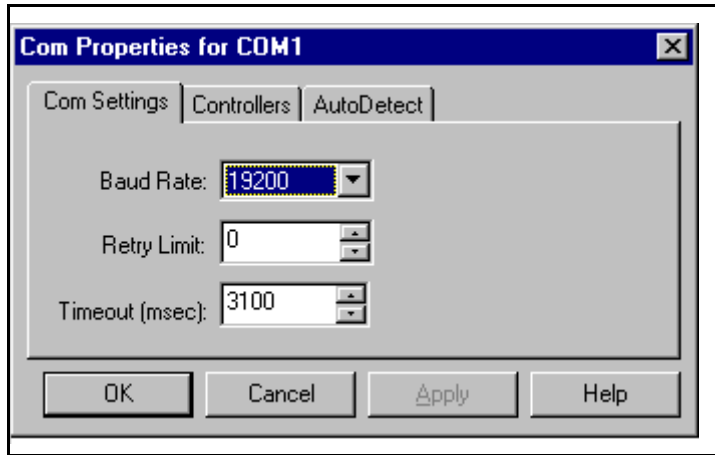 Com Properties for COM1
Com Settings Controllers AutoDetect
Baud Rate: 19200
Retry Limit: 0
Timeout (msec): 3100
OK Cancel Apply Help